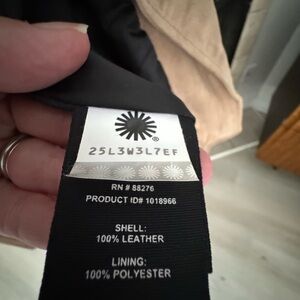 ®
25L3W3L7EF
RN # 88276
PRODUCT ID# 1018966
SHELL:
100% LEATHER
LINING:
100% POLYESTER